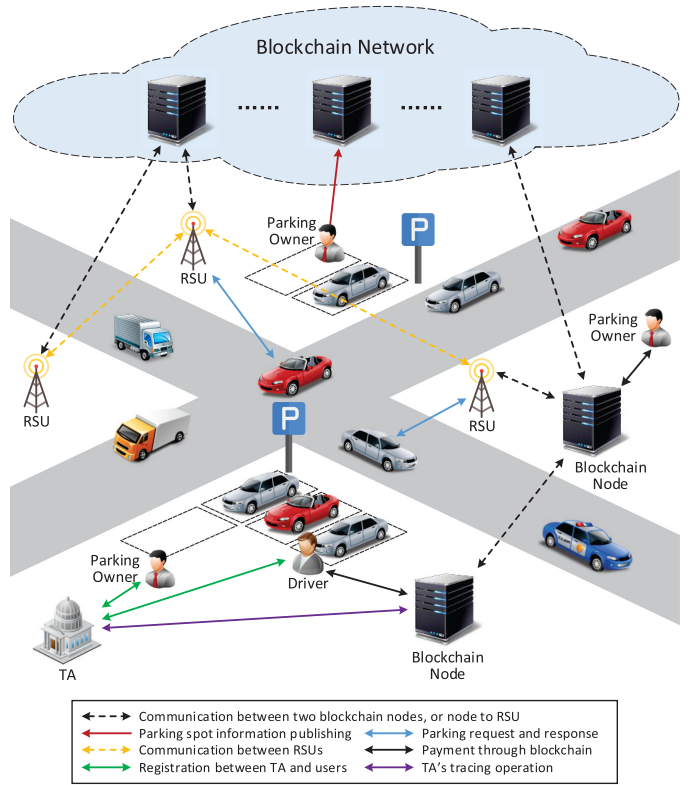 Blockchain Network
Parking
Owner
P
RSU
Parking
Owner
RSU
RSU
P
Blockchain
Node
Parking
Owner
Driver
TA
Blockchain
Node
Communication between two blockchain nodes, or node to RSU
Parking spot information publishing
Parking request and response
Communication between RSUs
Payment through blockchain
Registration between TA and users
TA's tracing operation